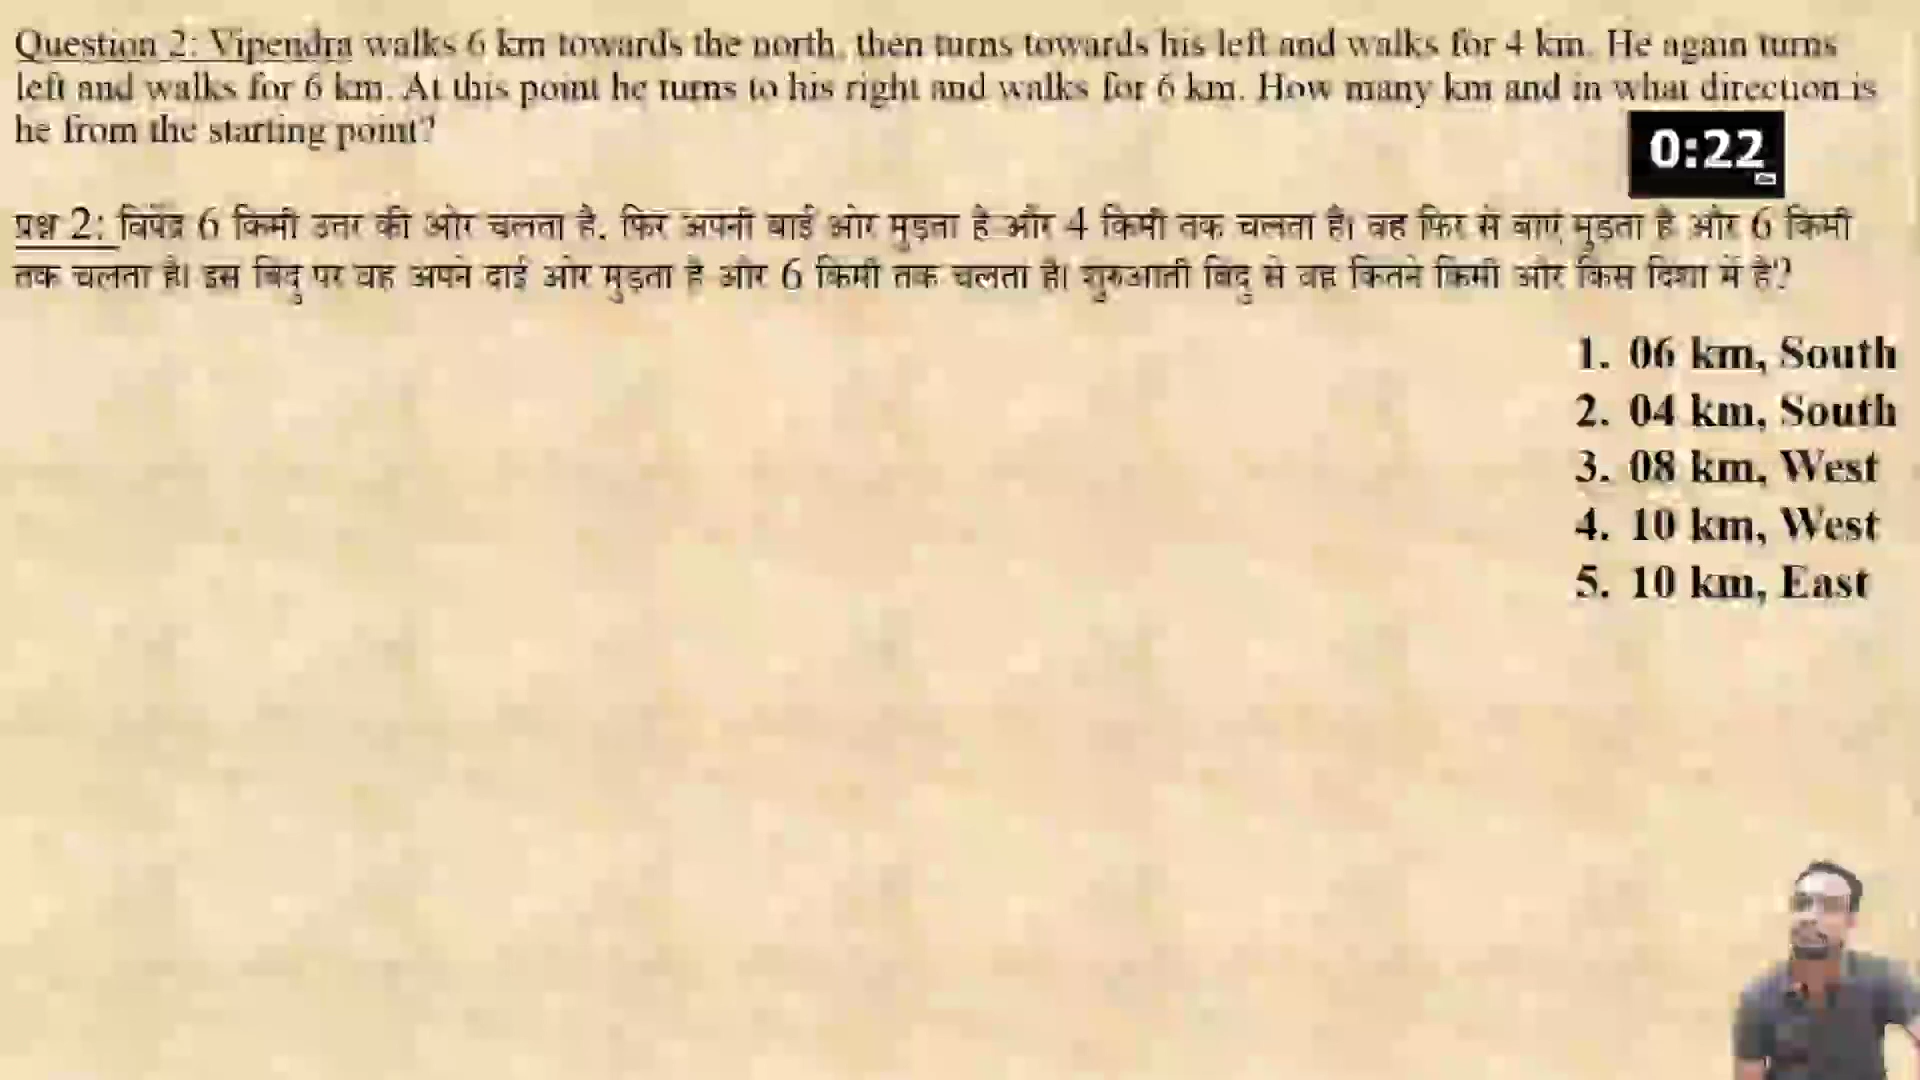 Question 2: Vipendra walks 6 km towards the north, then turns towards his left and walks for 4 km. He again turns
left and walks for 6 km. At this point he turns to his right and walks for 6 km. How many km and in what direction is
he from the starting point?
0:22
प्रश्न 2: विपेंद्र 6 किमी उत्तर की ओर चलता है, फिर अपनी बाईं ओर मुड़ता है और 4 किमी तक चलता है। वह फिर से बाएं मुड़ता है और 6 किमी
तक चलता है। इस बिंदु पर वह अपने दाईं ओर मुड़ता है और 6 किमी तक चलता है। शुरुआती बिंदु से वह कितने किमी और किस दिशा में है?
1. 06 km, South
2. 04 km, South
3. 08 km, West
4. 10 km, West
5. 10 km, East